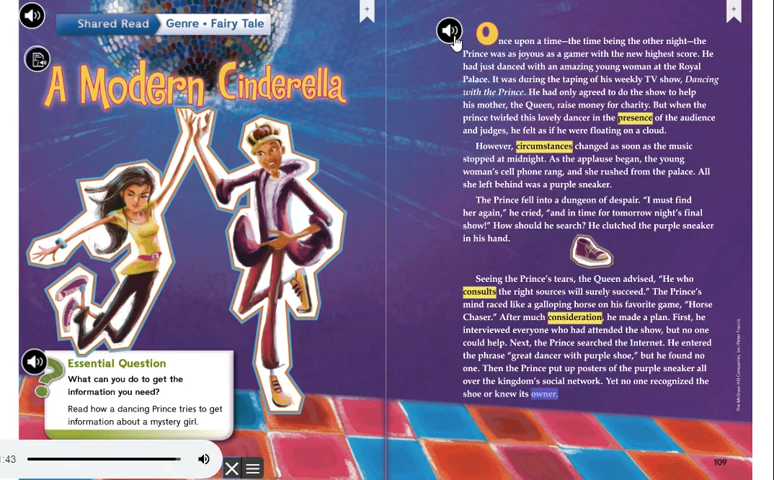 Shared Read Genre • Fairy Tale
A Modern Cinderella
Essential Question
What can you do to get the
information you need?
Read how a dancing Prince tries to get
information about a mystery girl.
:43
Once upon a time—the time being the other night—the
Prince was as joyous as a gamer with the new highest score. He
had just danced with an amazing young woman at the Royal
Palace. It was during the taping of his weekly TV show, Dancing
with the Prince. He had only agreed to do the show to help
his mother, the Queen, raise money for charity. But when the
prince twirled this lovely dancer in the presence of the audience
and judges, he felt as if he were floating on a cloud.
However, circumstances changed as soon as the music
stopped at midnight. As the applause began, the young
woman's cell phone rang, and she rushed from the palace. All
she left behind was a purple sneaker.
The Prince fell into a dungeon of despair. "I must find
her again," he cried, "and in time for tomorrow night's final
show!" How should he search? He clutched the purple sneaker
in his hand.
Seeing the Prince's tears, the Queen advised, "He who
consults the right sources will surely succeed." The Prince's
mind raced like a galloping horse on his favorite game, "Horse
Chaser." After much consideration, he made a plan. First, he
interviewed everyone who had attended the show, but no one
could help. Next, the Prince searched the Internet. He entered
the phrase "great dancer with purple shoe," but he found no
one. Then the Prince put up posters of the purple sneaker all
over the kingdom's social network. Yet no one recognized the
shoe or knew its owner.
109